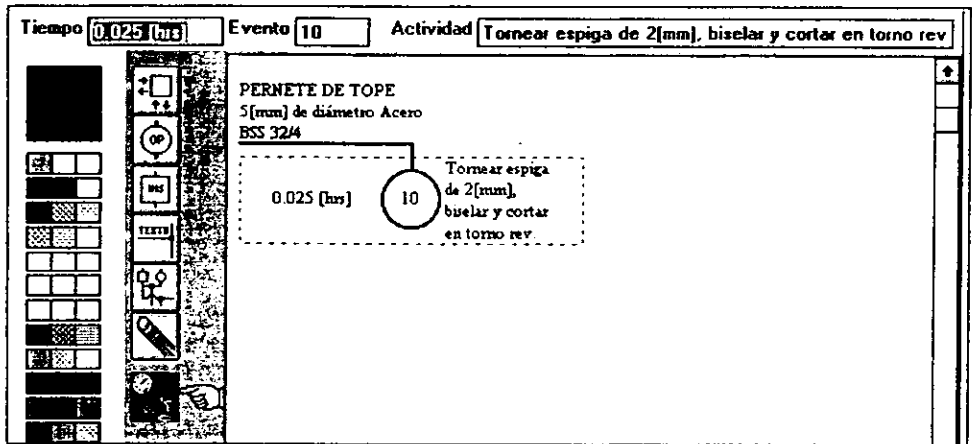 Tiempo 0.025 (hrs) Evento 10 Actividad Tornear espiga de 2[mm], biselar y cortar en torno rev
PERNETE DE TOPE
5[mm] de diámetro Acero
BSS 32/4
OP
INS
TEXTO
0.025 [hrs]
10
Tornear espiga
de 2[mm],
biselar y cortar
en torno rev.